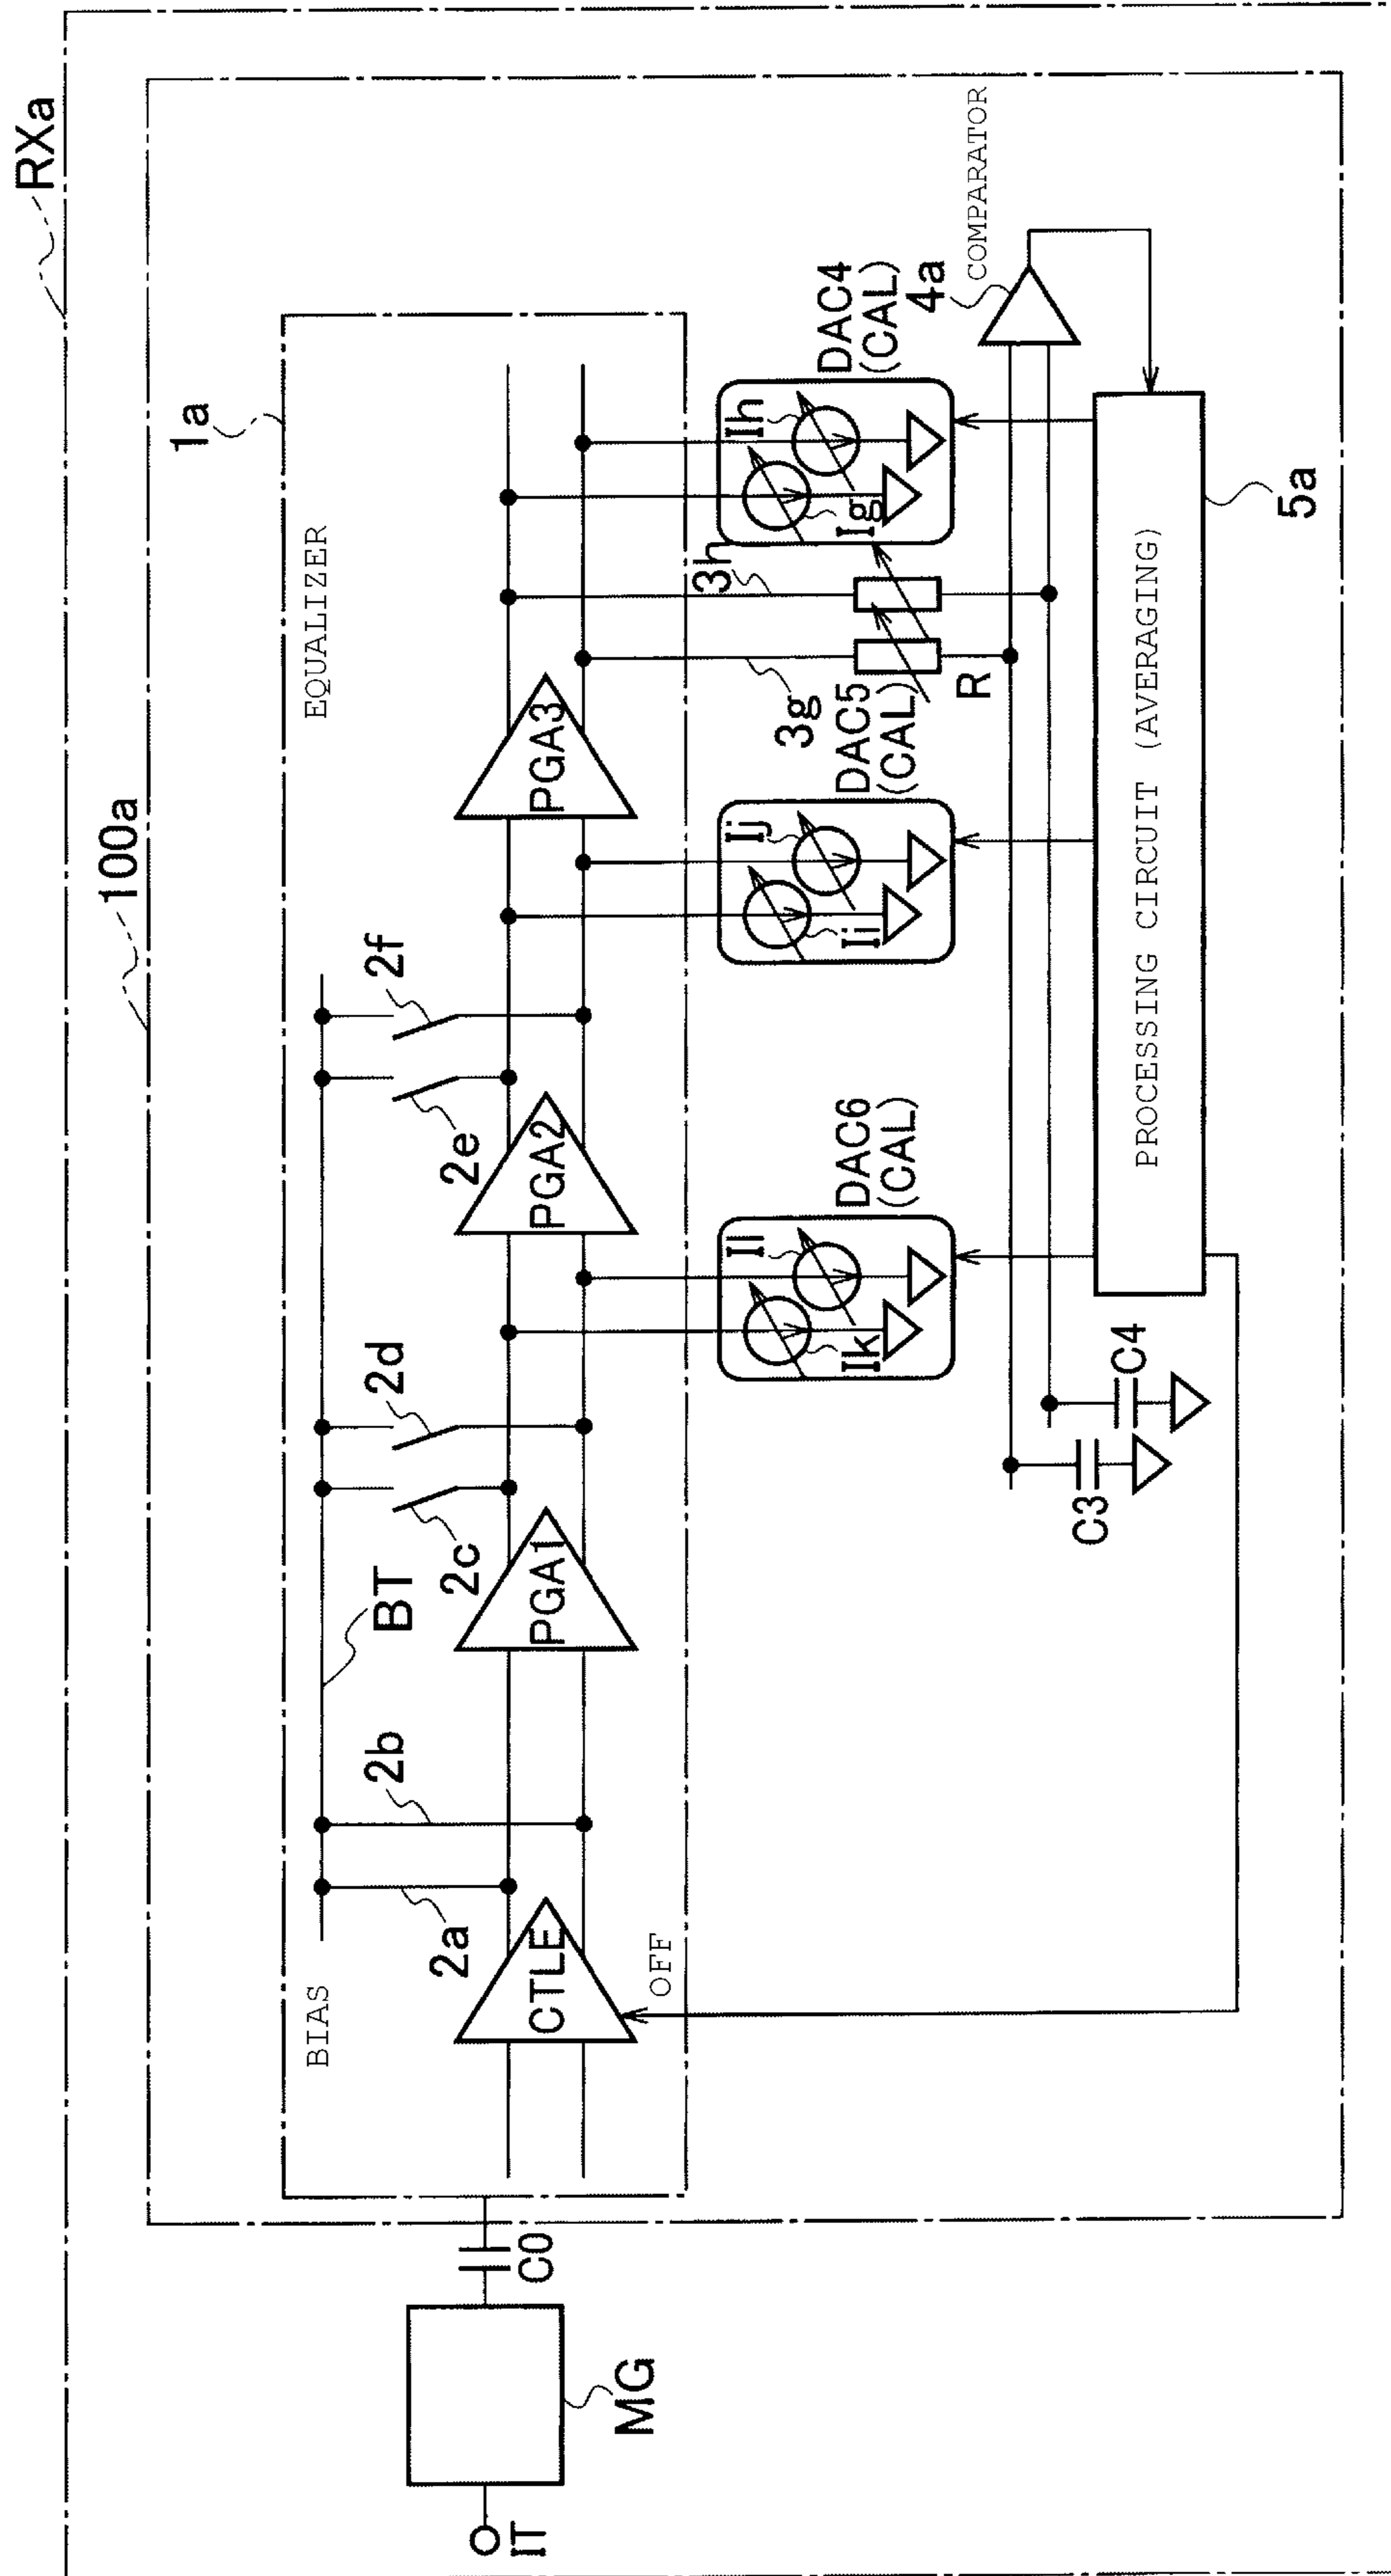 RXa
100a
1a
EQUALIZER
BIAS
BT
2a
2b
2c
2d
2e
2f
IT
MG
C0
CTLE
OFF
PGA1
PGA2
PGA3
Ik
Il
DAC6
(CAL)
Ii
Ij
DAC5
(CAL)
3g
3h
R
Ig
Ih
DAC4
(CAL)
4a
COMPARATOR
C3
C4
PROCESSING CIRCUIT (AVERAGING)
5a